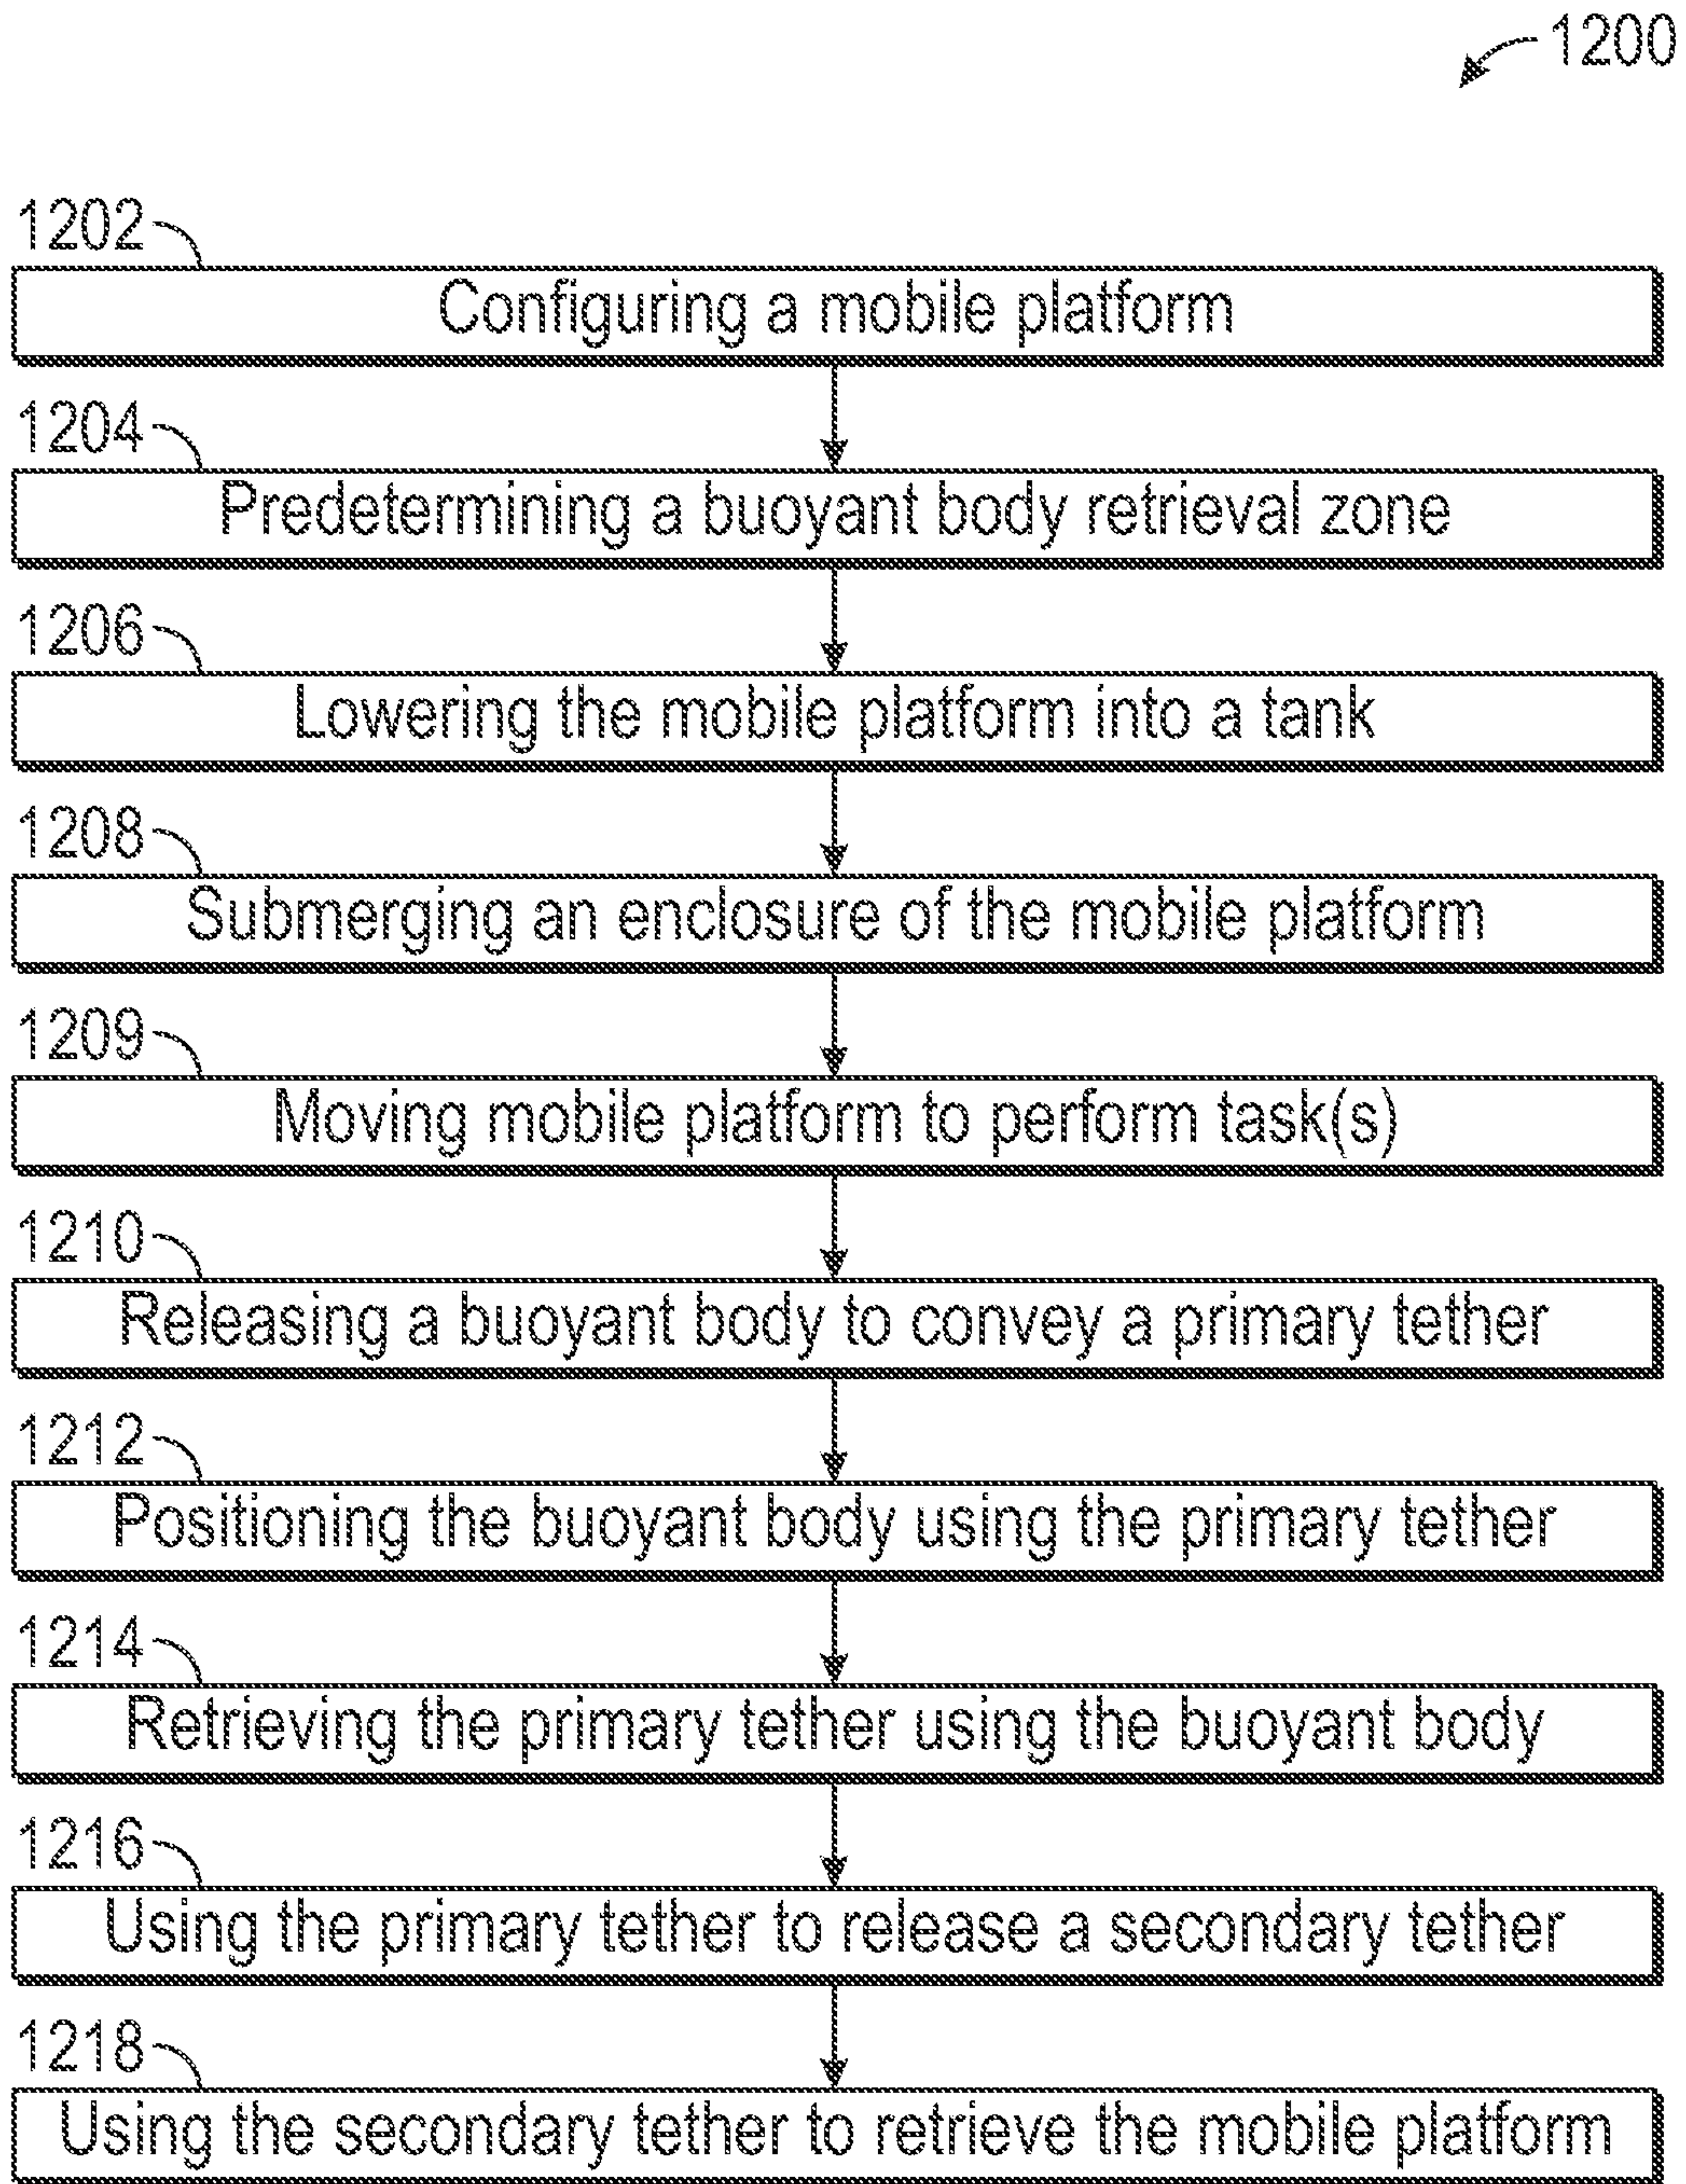 1200
1202
Configuring a mobile platform
1204
Predetermining a buoyant body retrieval zone
1206
Lowering the mobile platform into a tank
1208
Submerging an enclosure of the mobile platform
1209
Moving mobile platform to perform task(s)
1210
Releasing a buoyant body to convey a primary tether
1212
Positioning the buoyant body using the primary tether
1214
Retrieving the primary tether using the buoyant body
1216
Using the primary tether to release a secondary tether
1218
Using the secondary tether to retrieve the mobile platform